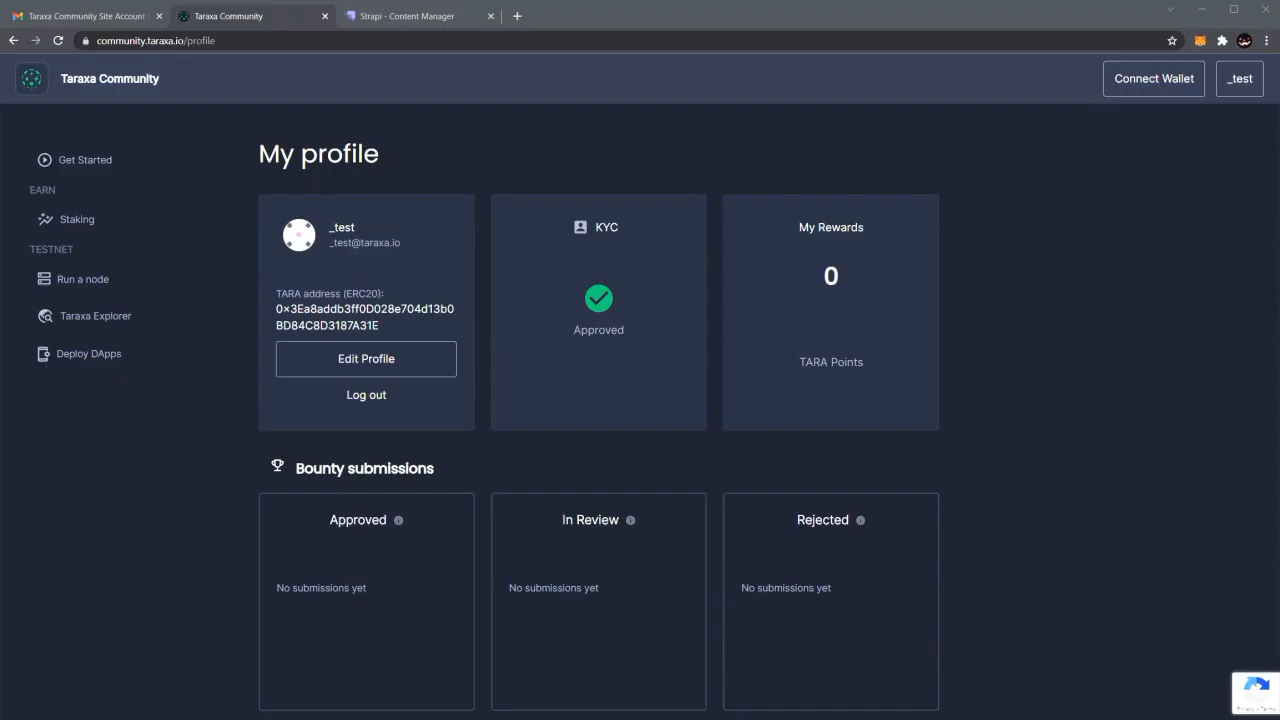 Taraxa Community Site Account
Taraxa Community
Strapi - Content Manager
community.taraxa.io/profile
Taraxa Community
Connect Wallet
_test
Get Started
EARN
Staking
TESTNET
Run a node
Taraxa Explorer
Deploy DApps
My profile
_test
_test@taraxa.io
TARA address (ERC20):
0x3Ea8addb3ff0D028e704d13b0
BD84C8D3187A31E
Edit Profile
Log out
KYC
Approved
My Rewards
0
TARA Points
Bounty submissions
Approved
No submissions yet
In Review
No submissions yet
Rejected
No submissions yet
Privacy - Terms